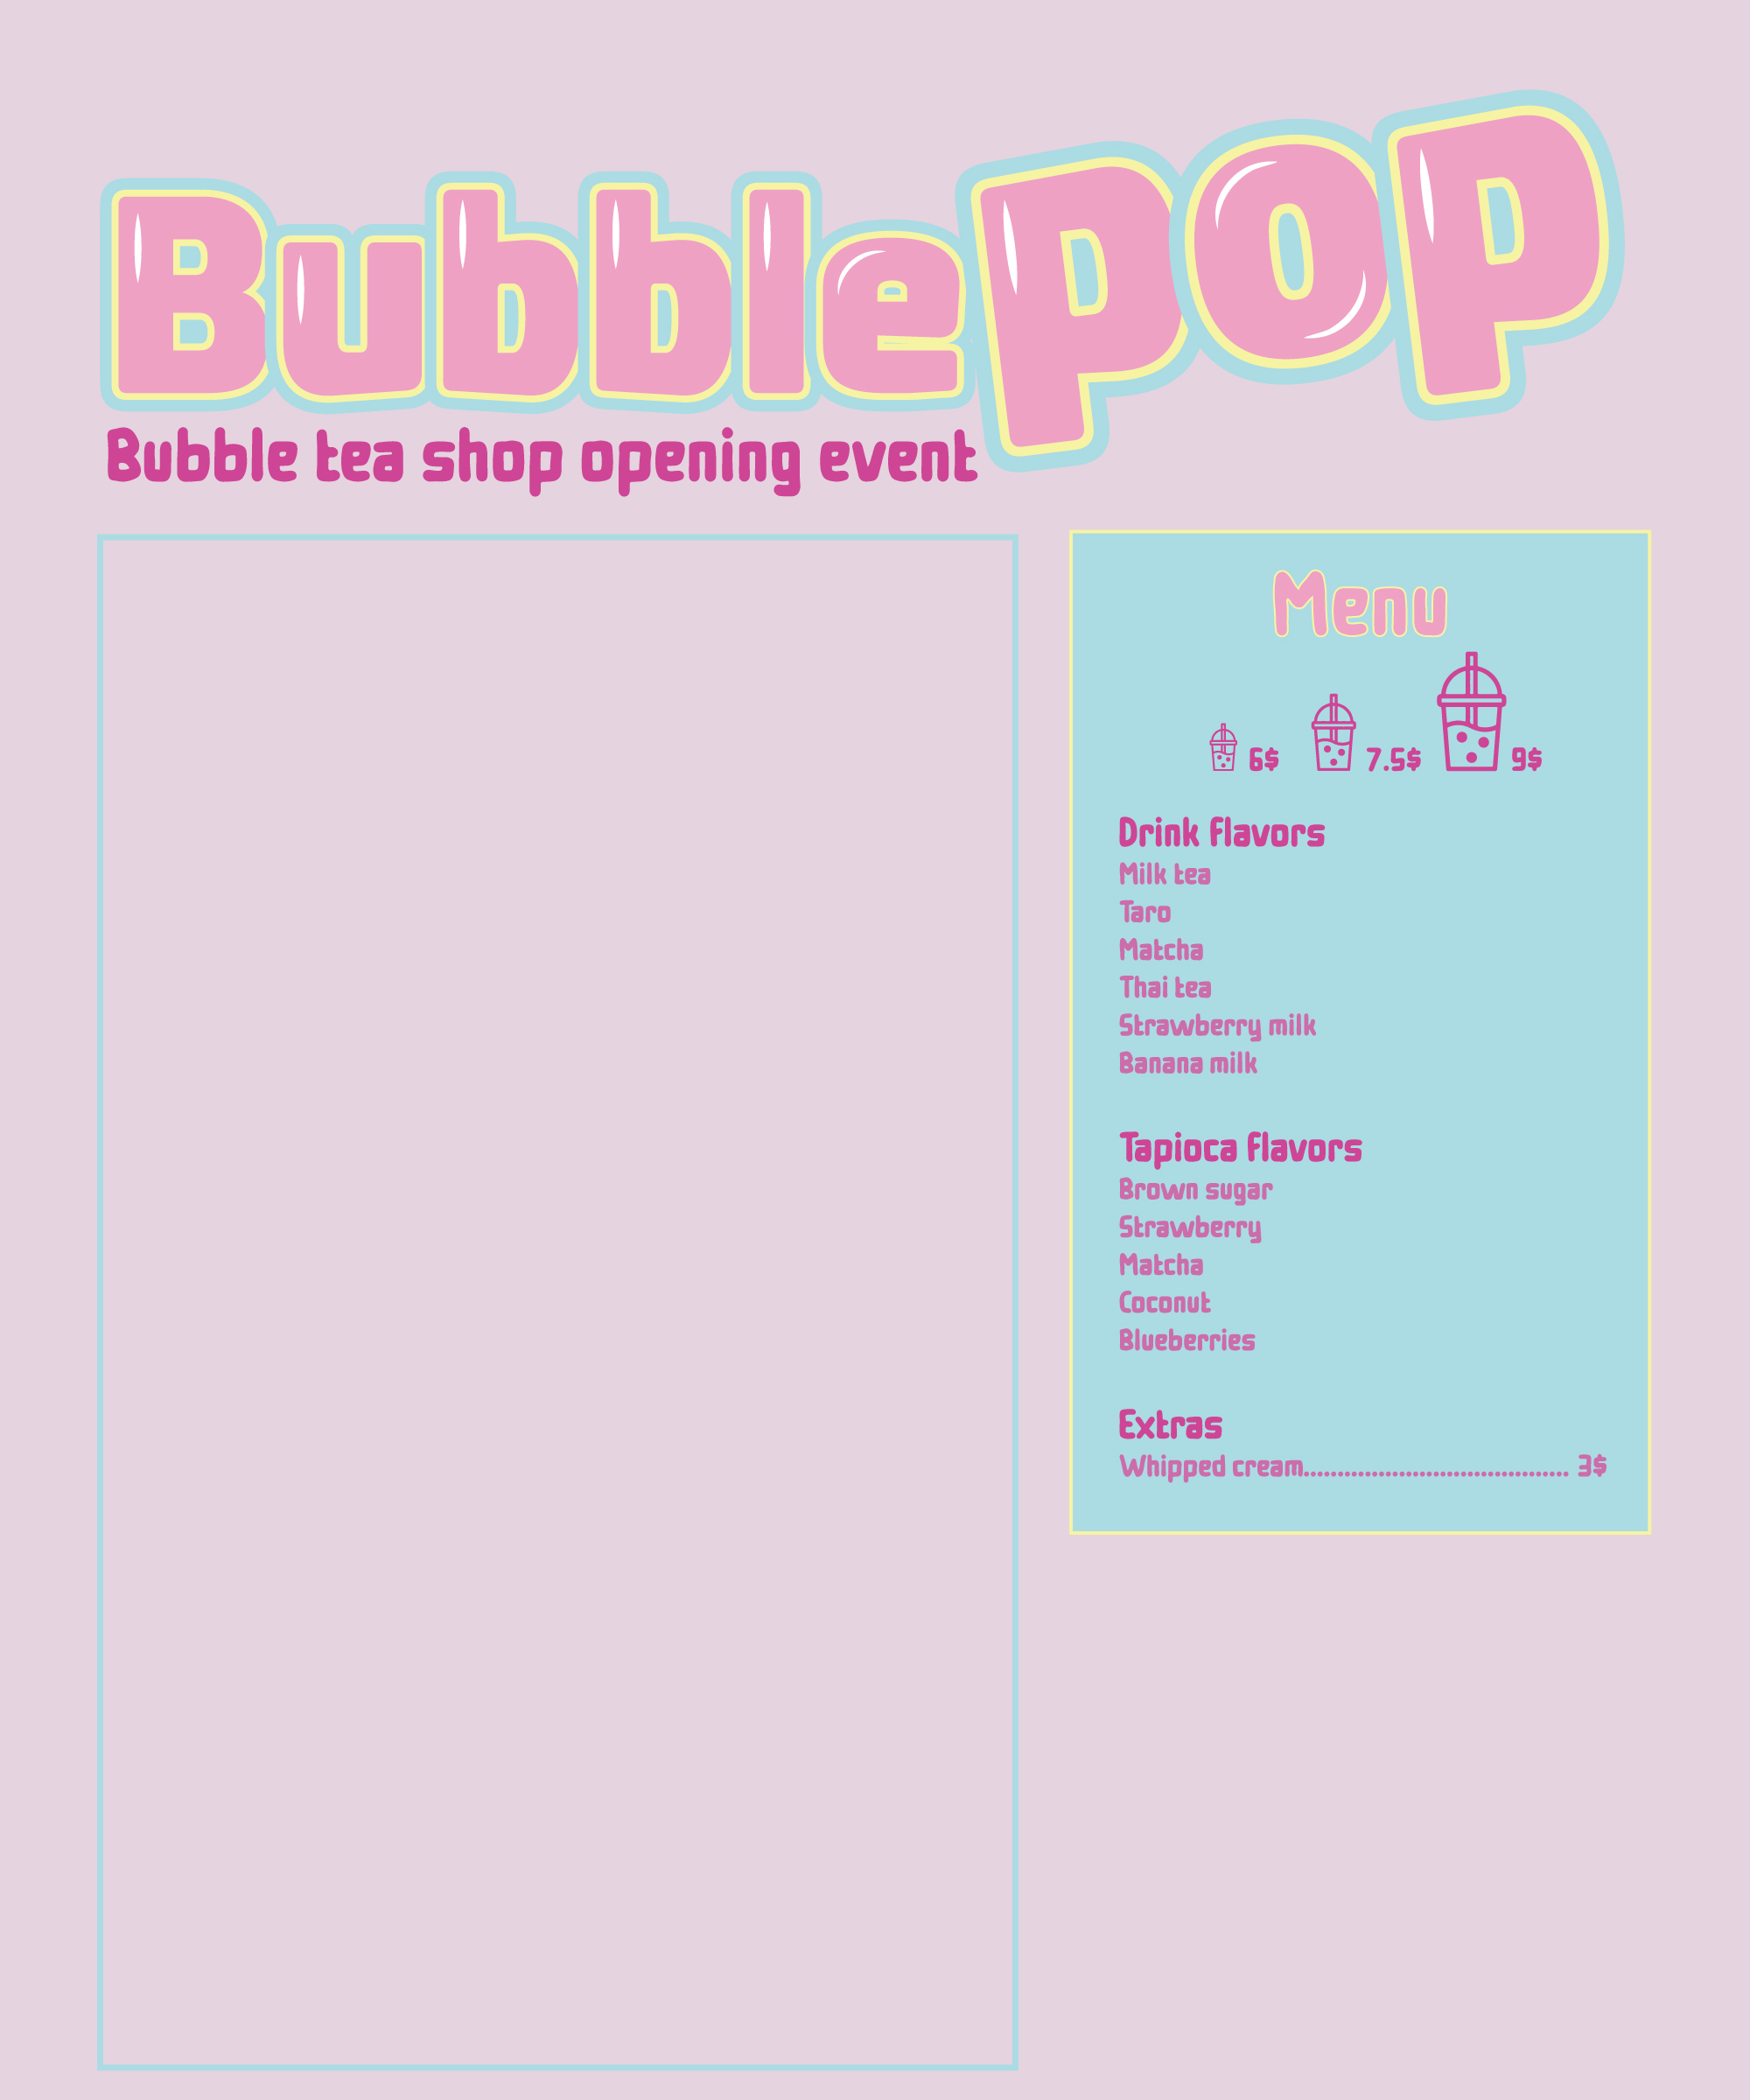 BubblePOP
Bubble tea shop opening event
Menu
6$ 7.5$ 9$
Drink flavors
Milk tea
Taro
Matcha
Thai tea
Strawberry milk
Banana milk
Tapioca flavors
Brown sugar
Strawberry
Matcha
Coconut
Blueberries
Extras
Whipped cream....................................... 3$